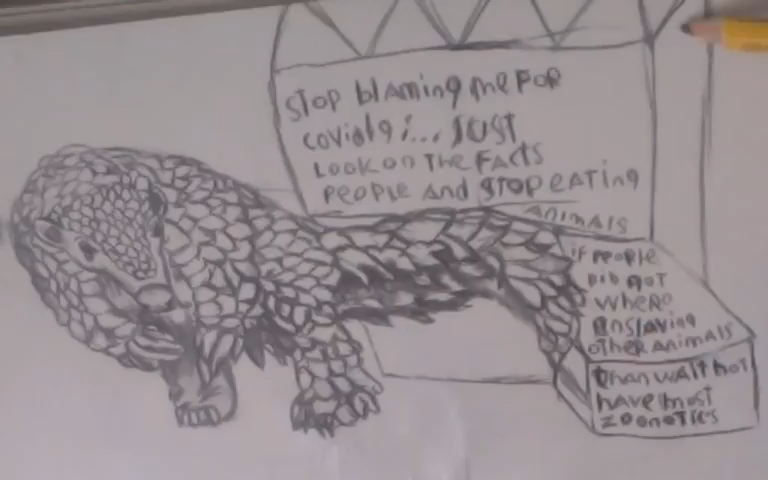 STOP blaming me FOR
covid19 i... JUST
LOOK on The FAcTs
PEOPLE And STOP EATing
AnimALS
iF PEOPLE
DiD noT
WHERE
EnSLAVing
OTHER AnimALS
THAn WaiT noT
HAVE most
ZOOnOTicS